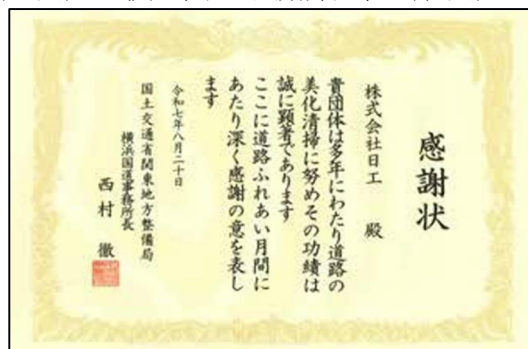 感謝状
株式会社日工 殿
貴団体は多年にわたり道路の
美化清掃に努めその功績は
誠に顕著であります
ここに道路ふれあい月間に
あたり深く感謝の意を表し
ます
令和七年八月二十日
国土交通省関東地方整備局
横浜国道事務所長
西村 徹